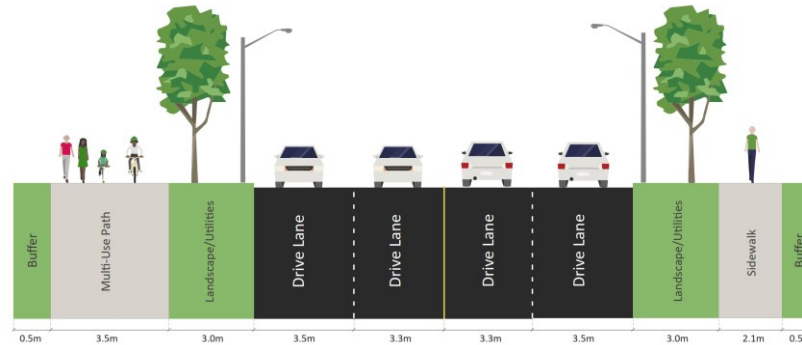 Buffer
Multi-Use Path
Landscape/Utilities
Drive Lane
Drive Lane
Drive Lane
Drive Lane
Landscape/Utilities
Sidewalk
Buffer
0.5m 3.5m 3.0m 3.5m 3.3m 3.3m 3.5m 3.0m 2.1m